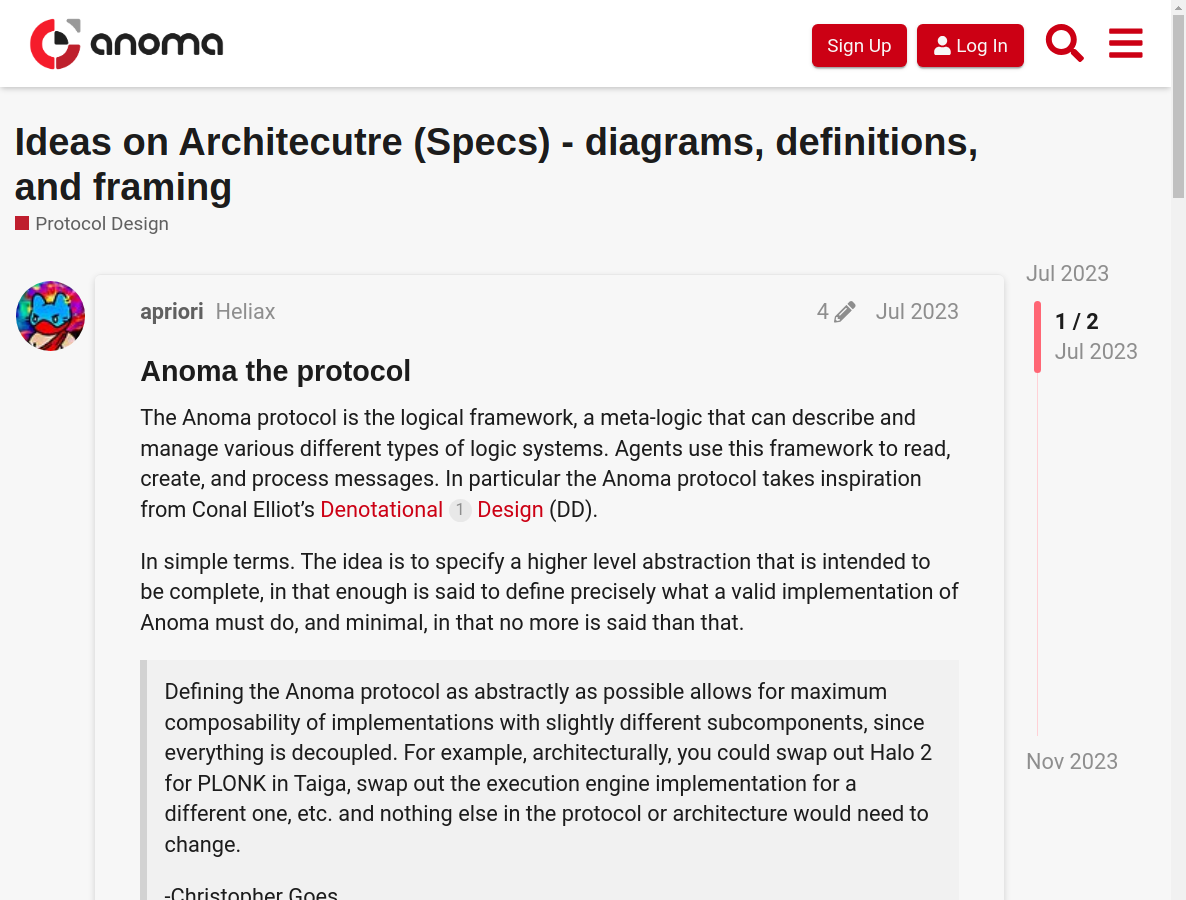 anoma
Sign Up
Log In
Ideas on Architecutre (Specs) - diagrams, definitions,
and framing
Protocol Design
Jul 2023
apriori Heliax 4 Jul 2023
1 / 2
Jul 2023
Anoma the protocol
The Anoma protocol is the logical framework, a meta-logic that can describe and
manage various different types of logic systems. Agents use this framework to read,
create, and process messages. In particular the Anoma protocol takes inspiration
from Conal Elliot’s Denotational 1 Design (DD).
In simple terms. The idea is to specify a higher level abstraction that is intended to
be complete, in that enough is said to define precisely what a valid implementation of
Anoma must do, and minimal, in that no more is said than that.
Defining the Anoma protocol as abstractly as possible allows for maximum
composability of implementations with slightly different subcomponents, since
everything is decoupled. For example, architecturally, you could swap out Halo 2
for PLONK in Taiga, swap out the execution engine implementation for a
different one, etc. and nothing else in the protocol or architecture would need to
change.
-Christopher Goes
Nov 2023